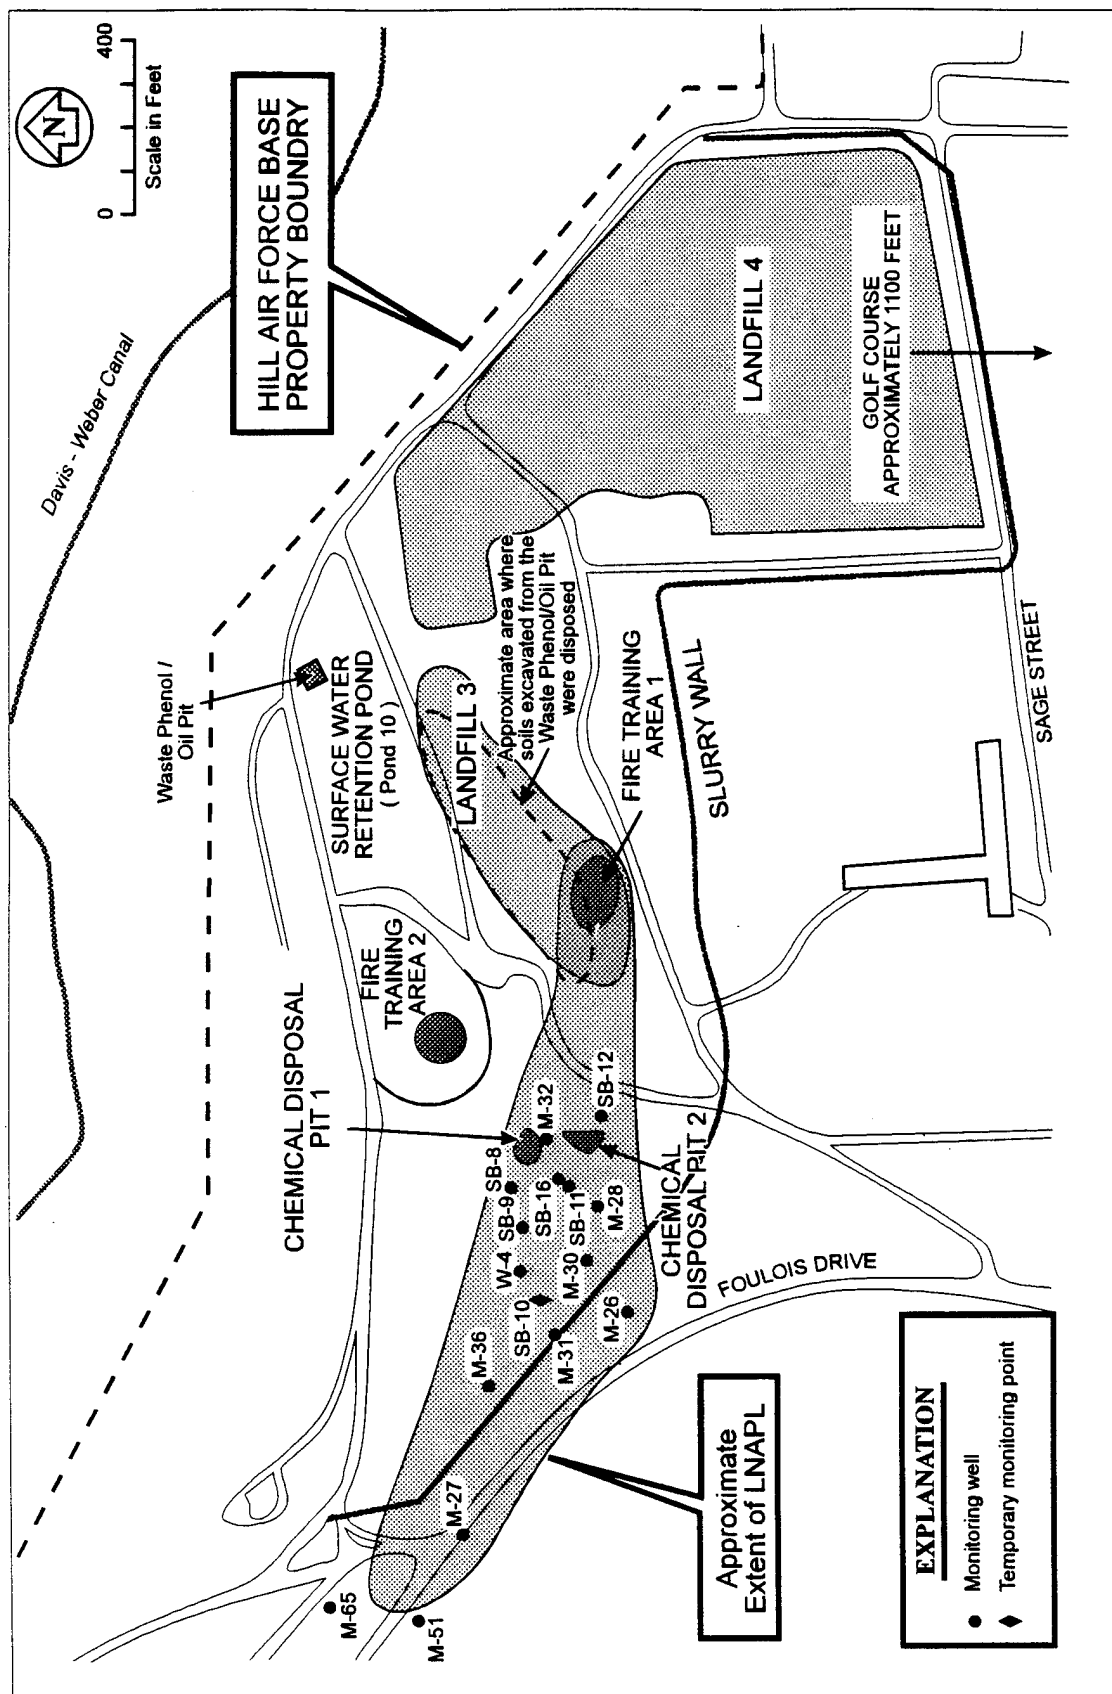 N
0
400
Scale in Feet
HILL AIR FORCE BASE
PROPERTY BOUNDRY
Davis - Weber Canal
Waste Phenol /
Oil Pit
SURFACE WATER
RETENTION POND
( Pond 10 )
LANDFILL 3
Approximate area where
soils excavated from the
Waste Phenol/Oil Pit
were disposed
LANDFILL 4
GOLF COURSE
APPROXIMATELY 1100 FEET
FIRE TRAINING
AREA 1
SLURRY WALL
SAGE STREET
FIRE
TRAINING
AREA 2
CHEMICAL DISPOSAL
PIT 1
M-32
SB-12
SB-8
SB-9
SB-16
SB-11
M-28
CHEMICAL
DISPOSAL PIT 2
W-4
M-30
SB-10
M-31
M-26
M-36
FOULOIS DRIVE
M-27
M-65
M-51
Approximate
Extent of LNAPL
EXPLANATION
Monitoring well
Temporary monitoring point